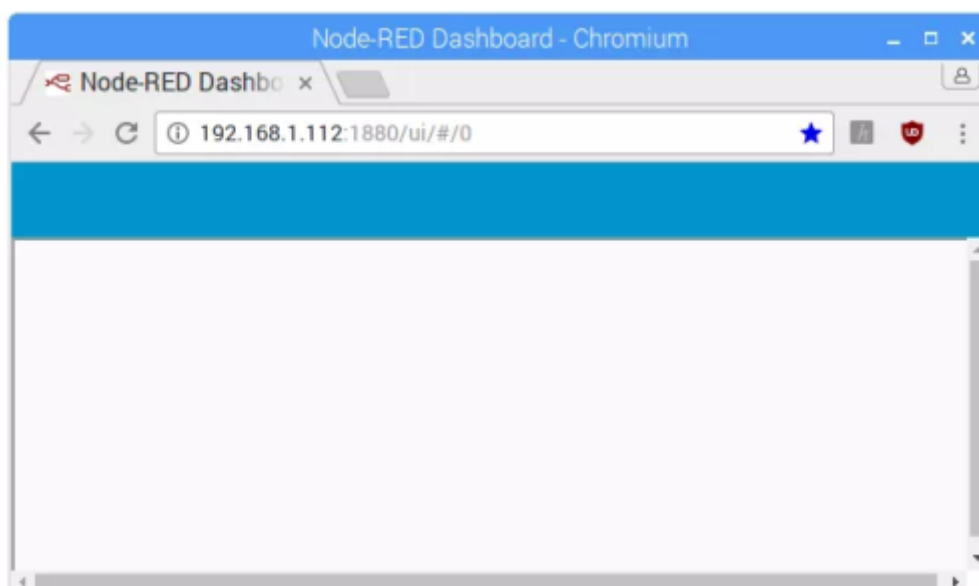 Node-RED Dashboard - Chromium
Node-RED Dashbo
192.168.1.112:1880/ui/#/0